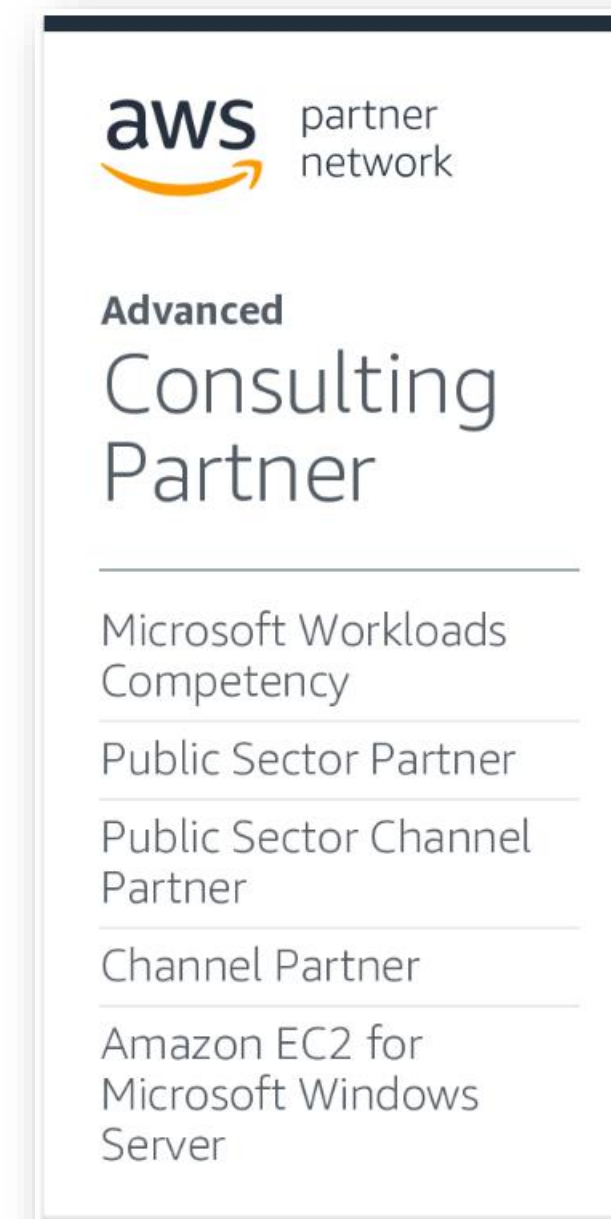 aws partner
network
Advanced
Consulting
Partner
Microsoft Workloads
Competency
Public Sector Partner
Public Sector Channel
Partner
Channel Partner
Amazon EC2 for
Microsoft Windows
Server